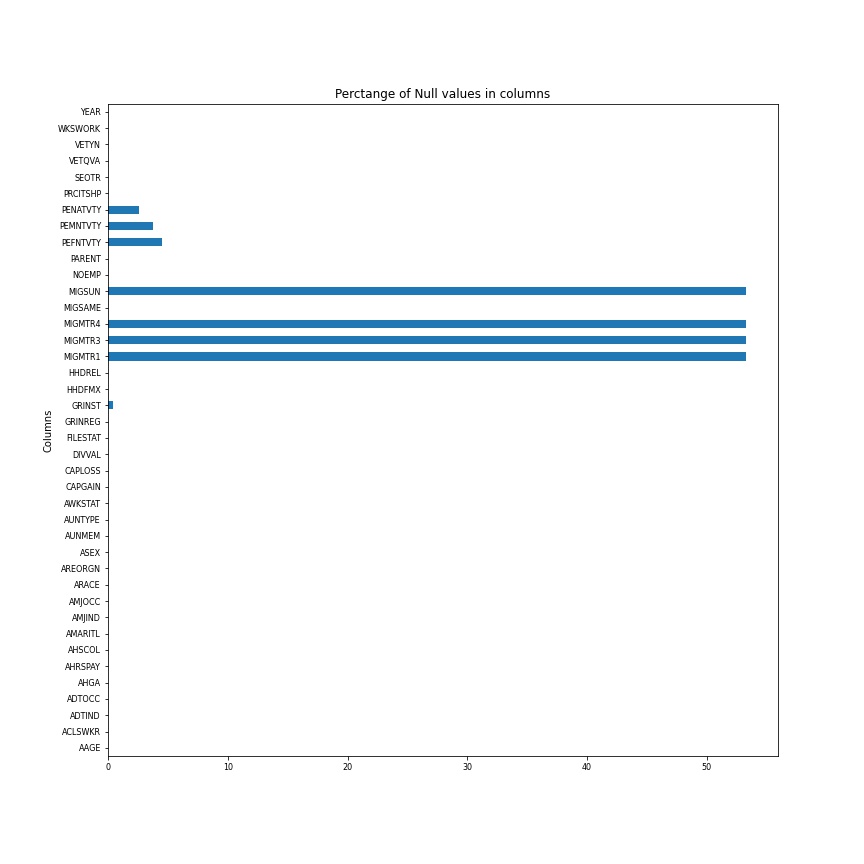 Perctange of Null values in columns
YEAR
WKSWORK
VETYN
VETQVA
SEOTR
PRCITSHP
PENATVTY
PEMNTVTY
PEFNTVTY
PARENT
NOEMP
MIGSUN
MIGSAME
MIGMTR4
MIGMTR3
MIGMTR1
HHDREL
HHDFMX
GRINST
GRINREG
FILESTAT
DIVVAL
CAPLOSS
CAPGAIN
AWKSTAT
AUNTYPE
AUNMEM
ASEX
AREORGN
ARACE
AMJOCC
AMJIND
AMARITL
AHSCOL
AHRSPAY
AHGA
ADTOCC
ADTIND
ACLSWKR
AAGE
Columns
0 10 20 30 40 50